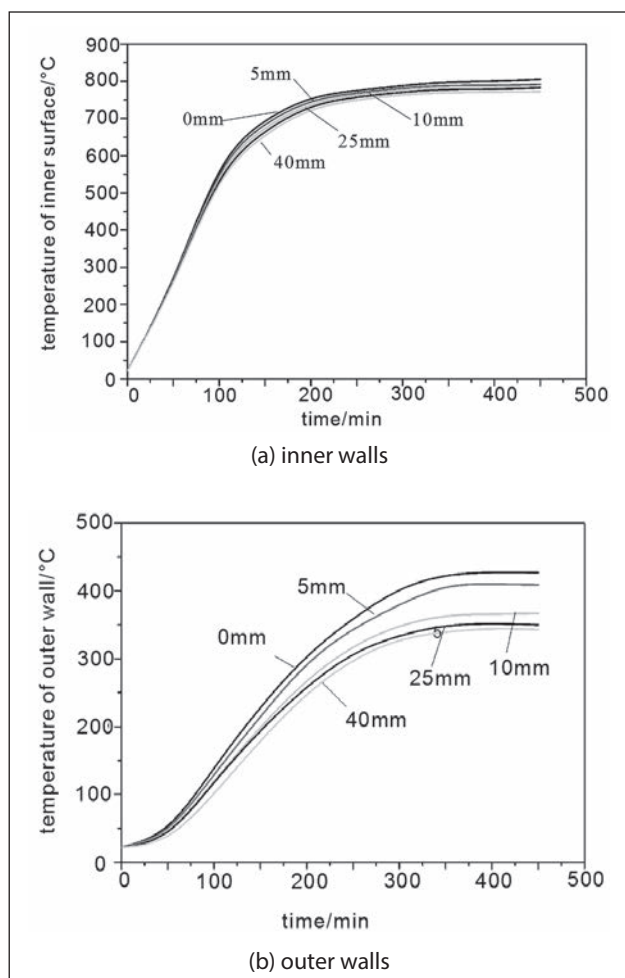 900
800
700
600
500
400
300
200
100
0
temperature of inner surface/°C
5mm
0mm
10mm
25mm
40mm
0 100 200 300 400 500
time/min
(a) inner walls
500
400
300
200
100
0
temperature of outer wall/°C
5mm
0mm
5
10mm
25mm
40mm
0 100 200 300 400 500
time/min
(b) outer walls